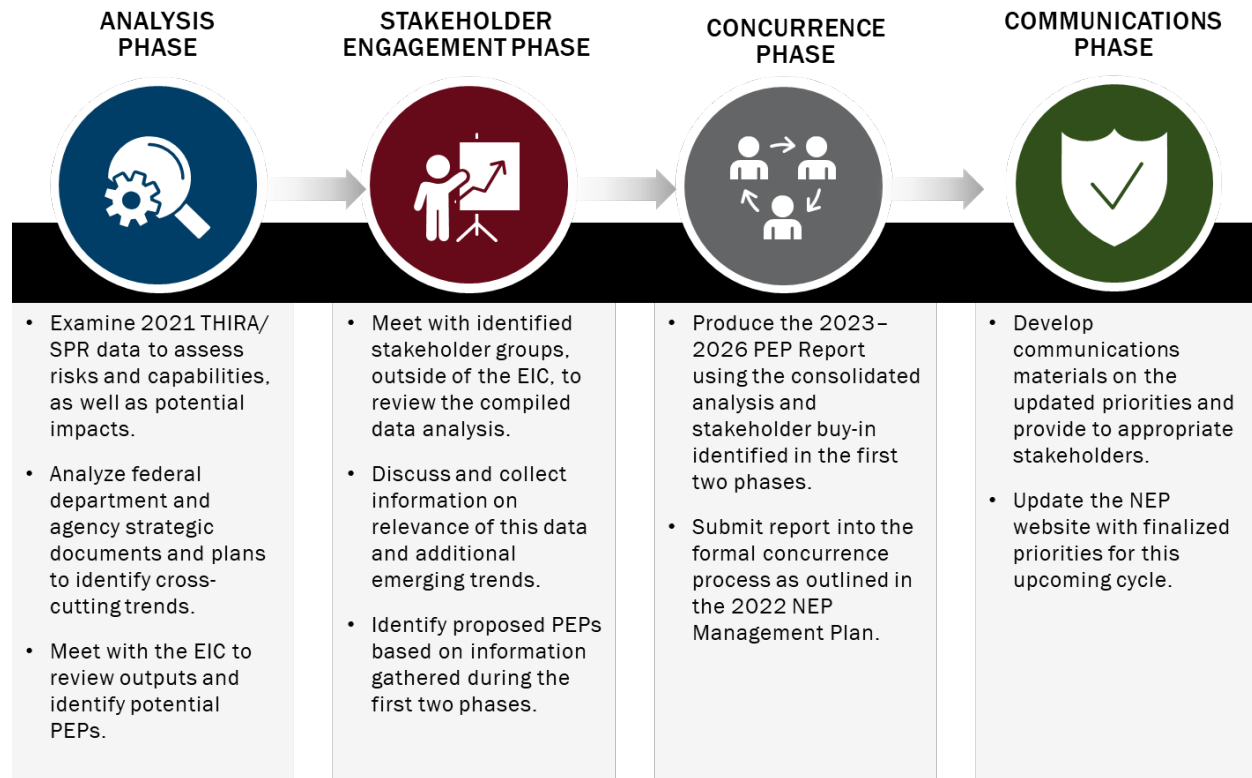 ANALYSIS
PHASE
STAKEHOLDER
ENGAGEMENT PHASE
CONCURRENCE
PHASE
COMMUNICATIONS
PHASE
• Examine 2021 THIRA/
SPR data to assess
risks and capabilities,
as well as potential
impacts.
• Analyze federal
department and
agency strategic
documents and plans
to identify cross-
cutting trends.
• Meet with the EIC to
review outputs and
identify potential
PEPs.
• Meet with identified
stakeholder groups,
outside of the EIC, to
review the compiled
data analysis.
• Discuss and collect
information on
relevance of this data
and additional
emerging trends.
• Identify proposed PEPs
based on information
gathered during the
first two phases.
• Produce the 2023–
2026 PEP Report
using the consolidated
analysis and
stakeholder buy-in
identified in the first
two phases.
• Submit report into the
formal concurrence
process as outlined in
the 2022 NEP
Management Plan.
• Develop
communications
materials on the
updated priorities and
provide to appropriate
stakeholders.
• Update the NEP
website with finalized
priorities for this
upcoming cycle.